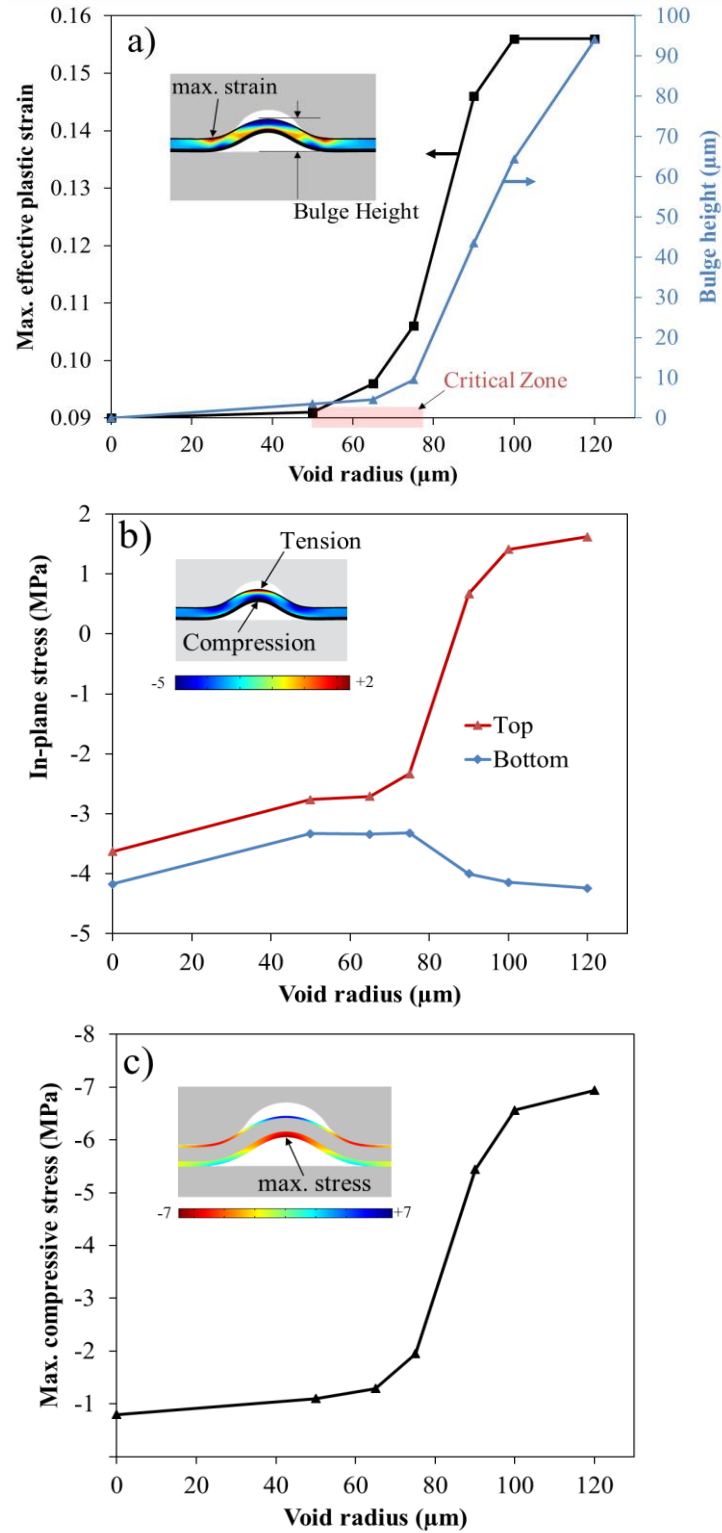 a)
max. strain
Bulge Height
Critical Zone
0.16
0.15
0.14
0.13
0.12
0.11
0.10
0.09
Max. effective plastic strain
100
90
80
70
60
50
40
30
20
10
0
Bulge height (µm)
0 20 40 60 80 100 120
Void radius (µm)
b)
Tension
Compression
-5 +2
Top
Bottom
2
1
0
-1
-2
-3
-4
-5
In-plane stress (MPa)
0 20 40 60 80 100 120
Void radius (µm)
c)
max. stress
-7 +7
-8
-7
-6
-5
-4
-3
-2
-1
Max. compressive stress (MPa)
0 20 40 60 80 100 120
Void radius (µm)